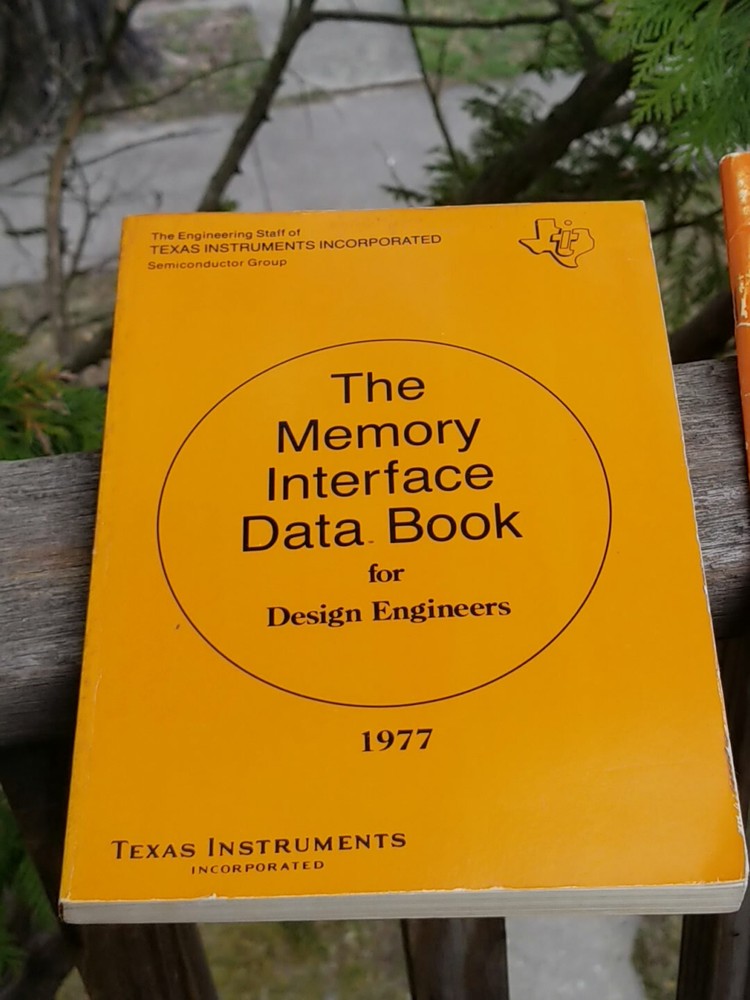 The Engineering Staff of
TEXAS INSTRUMENTS INCORPORATED
Semiconductor Group
The
Memory
Interface
Data Book
for
Design Engineers
1977
TEXAS INSTRUMENTS
INCORPORATED